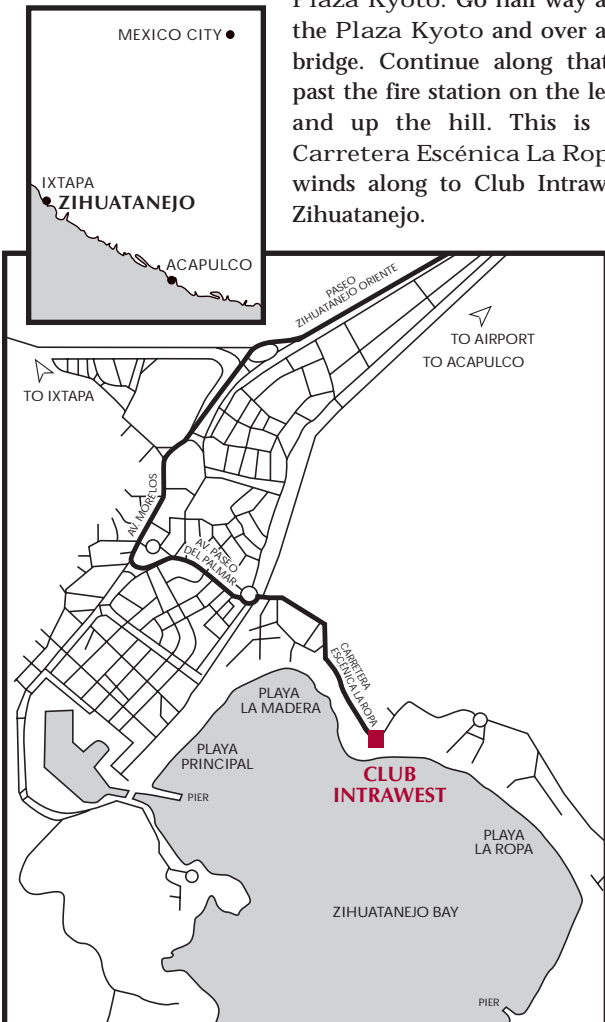 Plaza Kyoto. Go half way a
the Plaza Kyoto and over a
bridge. Continue along that
past the fire station on the le
and up the hill. This is
Carretera Escénica La Rop
winds along to Club Intraw
Zihuatanejo.
MEXICO CITY
IXTAPA
ZIHUATANEJO
ACAPULCO
PASEO
ZIHUATANEJO ORIENTE
TO AIRPORT
TO ACAPULCO
TO IXTAPA
AV. MORELOS
AV. PASEO
DEL PALMAR
CARRETERA
ESCÉNICA LA ROPA
PLAYA
LA MADERA
PLAYA
PRINCIPAL
PIER
CLUB
INTRAWEST
PLAYA
LA ROPA
ZIHUATANEJO BAY
PIER